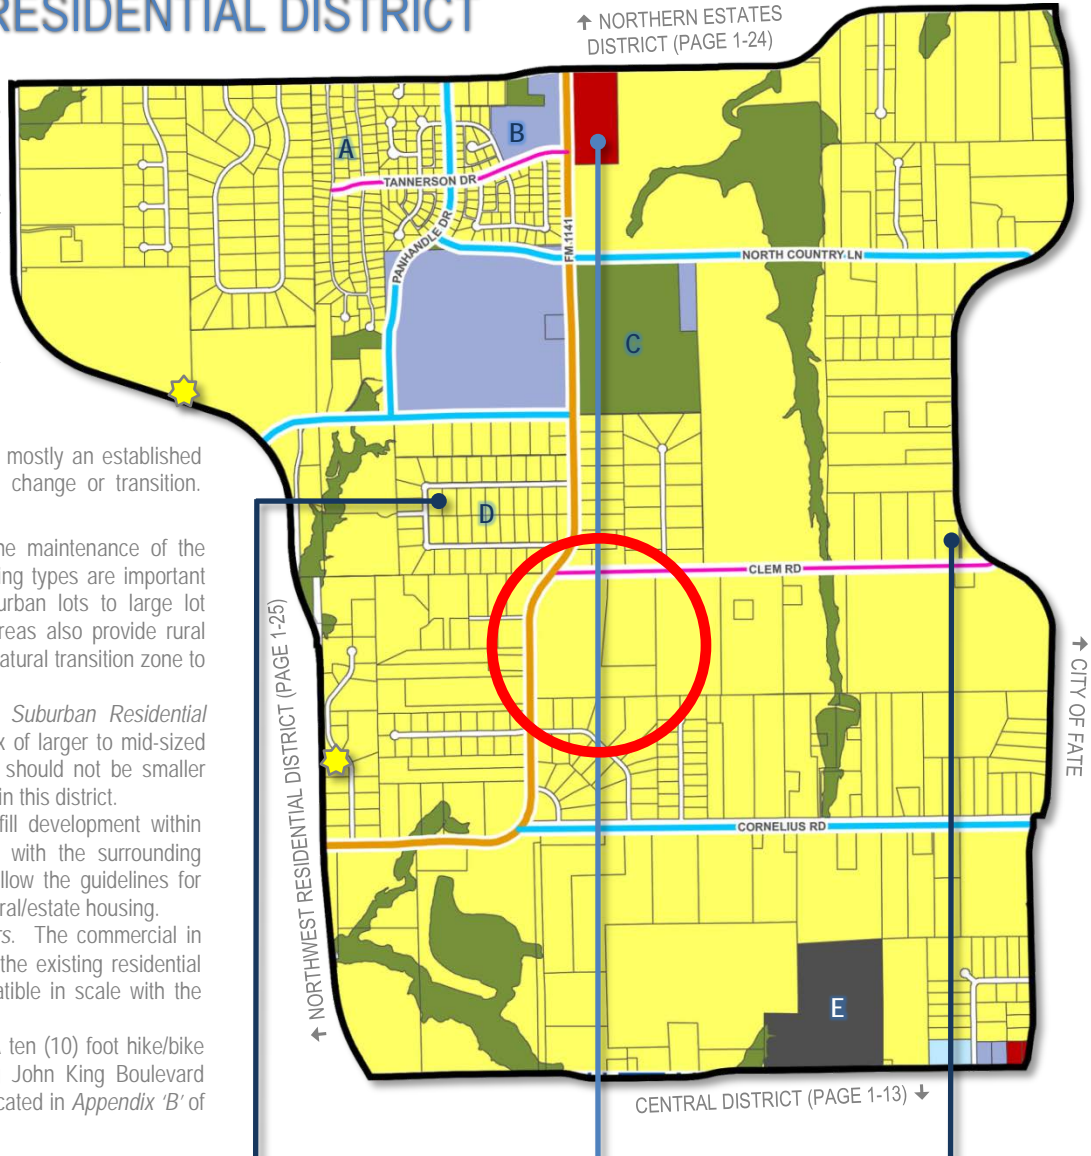 RESIDENTIAL DISTRICT
↑ NORTHERN ESTATES
DISTRICT (PAGE 1-24)
A
B
TANNERSON DR
PANHANDLE DR
FM 1141
NORTH COUNTRY LN
C
mostly an established
change or transition.
D
CLEM RD
he maintenance of the
ing types are important
urban lots to large lot
reas also provide rural
atural transition zone to
Suburban Residential
x of larger to mid-sized
should not be smaller
in this district.
fill development within
with the surrounding
llow the guidelines for
ral/estate housing.
rs. The commercial in
the existing residential
atible in scale with the
ten (10) foot hike/bike
John King Boulevard
cated in Appendix ‘B’ of
← NORTHWEST RESIDENTIAL DISTRICT (PAGE 1-25)
→ CITY OF FATE
CORNELIUS RD
E
CENTRAL DISTRICT (PAGE 1-13) ↓